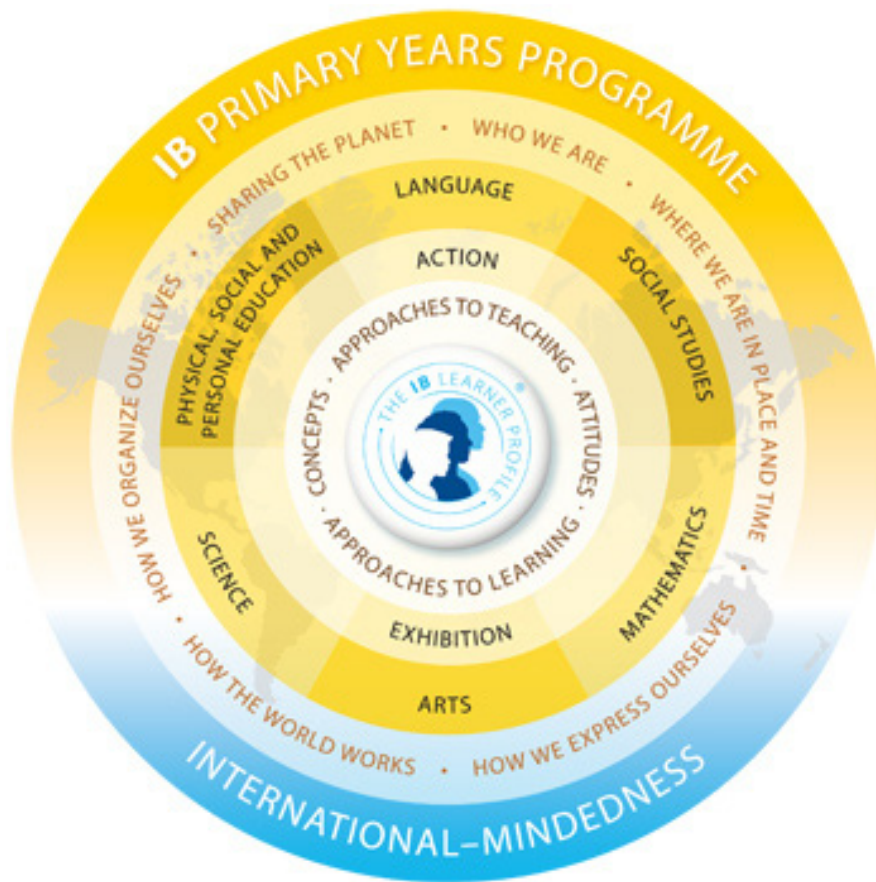 IB PRIMARY YEARS PROGRAMME
SHARING THE PLANET • WHO WE ARE • WHERE WE ARE IN PLACE AND TIME • HOW WE EXPRESS OURSELVES • HOW THE WORLD WORKS • HOW WE ORGANIZE OURSELVES •
LANGUAGE
SOCIAL STUDIES
MATHEMATICS
ARTS
SCIENCE
PHYSICAL, SOCIAL AND
PERSONAL EDUCATION
ACTION
EXHIBITION
APPROACHES TO TEACHING · ATTITUDES · APPROACHES TO LEARNING · CONCEPTS ·
THE IB LEARNER PROFILE ®
INTERNATIONAL–MINDEDNESS